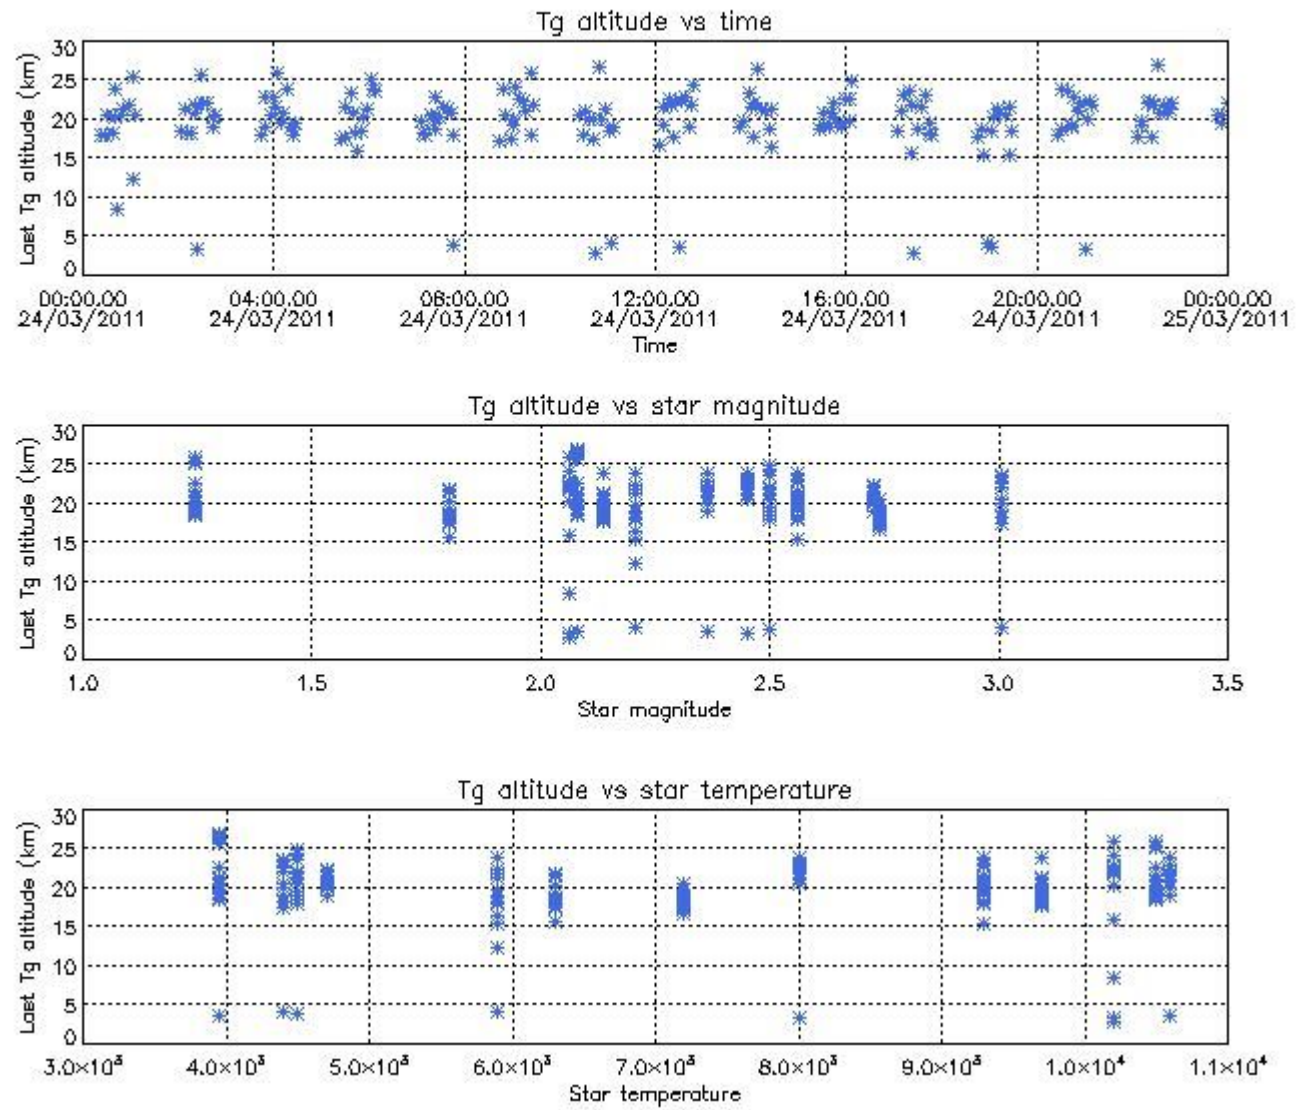 Tg altitude vs time
Last Tg altitude (km)
30
25
20
15
10
5
0
00:00.00 04:00.00 08:00.00 12:00.00 16:00.00 20:00.00 00:00.00
24/03/2011 24/03/2011 24/03/2011 24/03/2011 24/03/2011 24/03/2011 25/03/2011
Time
Tg altitude vs star magnitude
Last Tg altitude (km)
30
25
20
15
10
5
0
1.0 1.5 2.0 2.5 3.0 3.5
Star magnitude
Tg altitude vs star temperature
Last Tg altitude (km)
30
25
20
15
10
5
0
3.0×10³ 4.0×10³ 5.0×10³ 6.0×10³ 7.0×10³ 8.0×10³ 9.0×10³ 1.0×10⁴ 1.1×10⁴
Star temperature